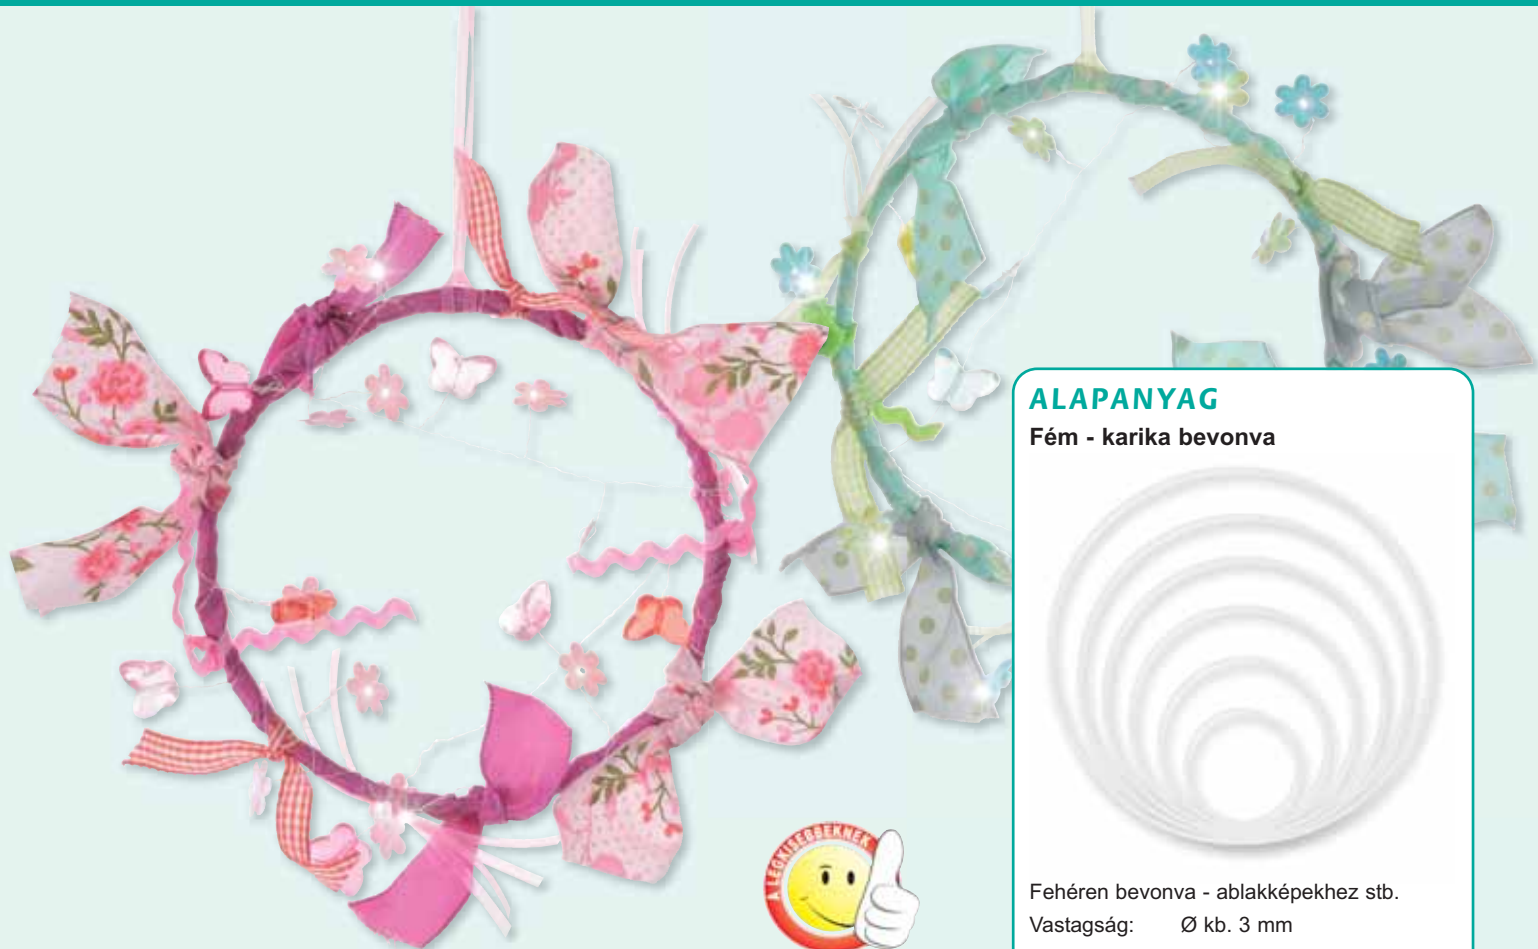 A LEGKISEBBEKNEK
ALAPANYAG
Fém - karika bevonva
Fehéren bevonva - ablakképekhez stb.
Vastagság: Ø kb. 3 mm